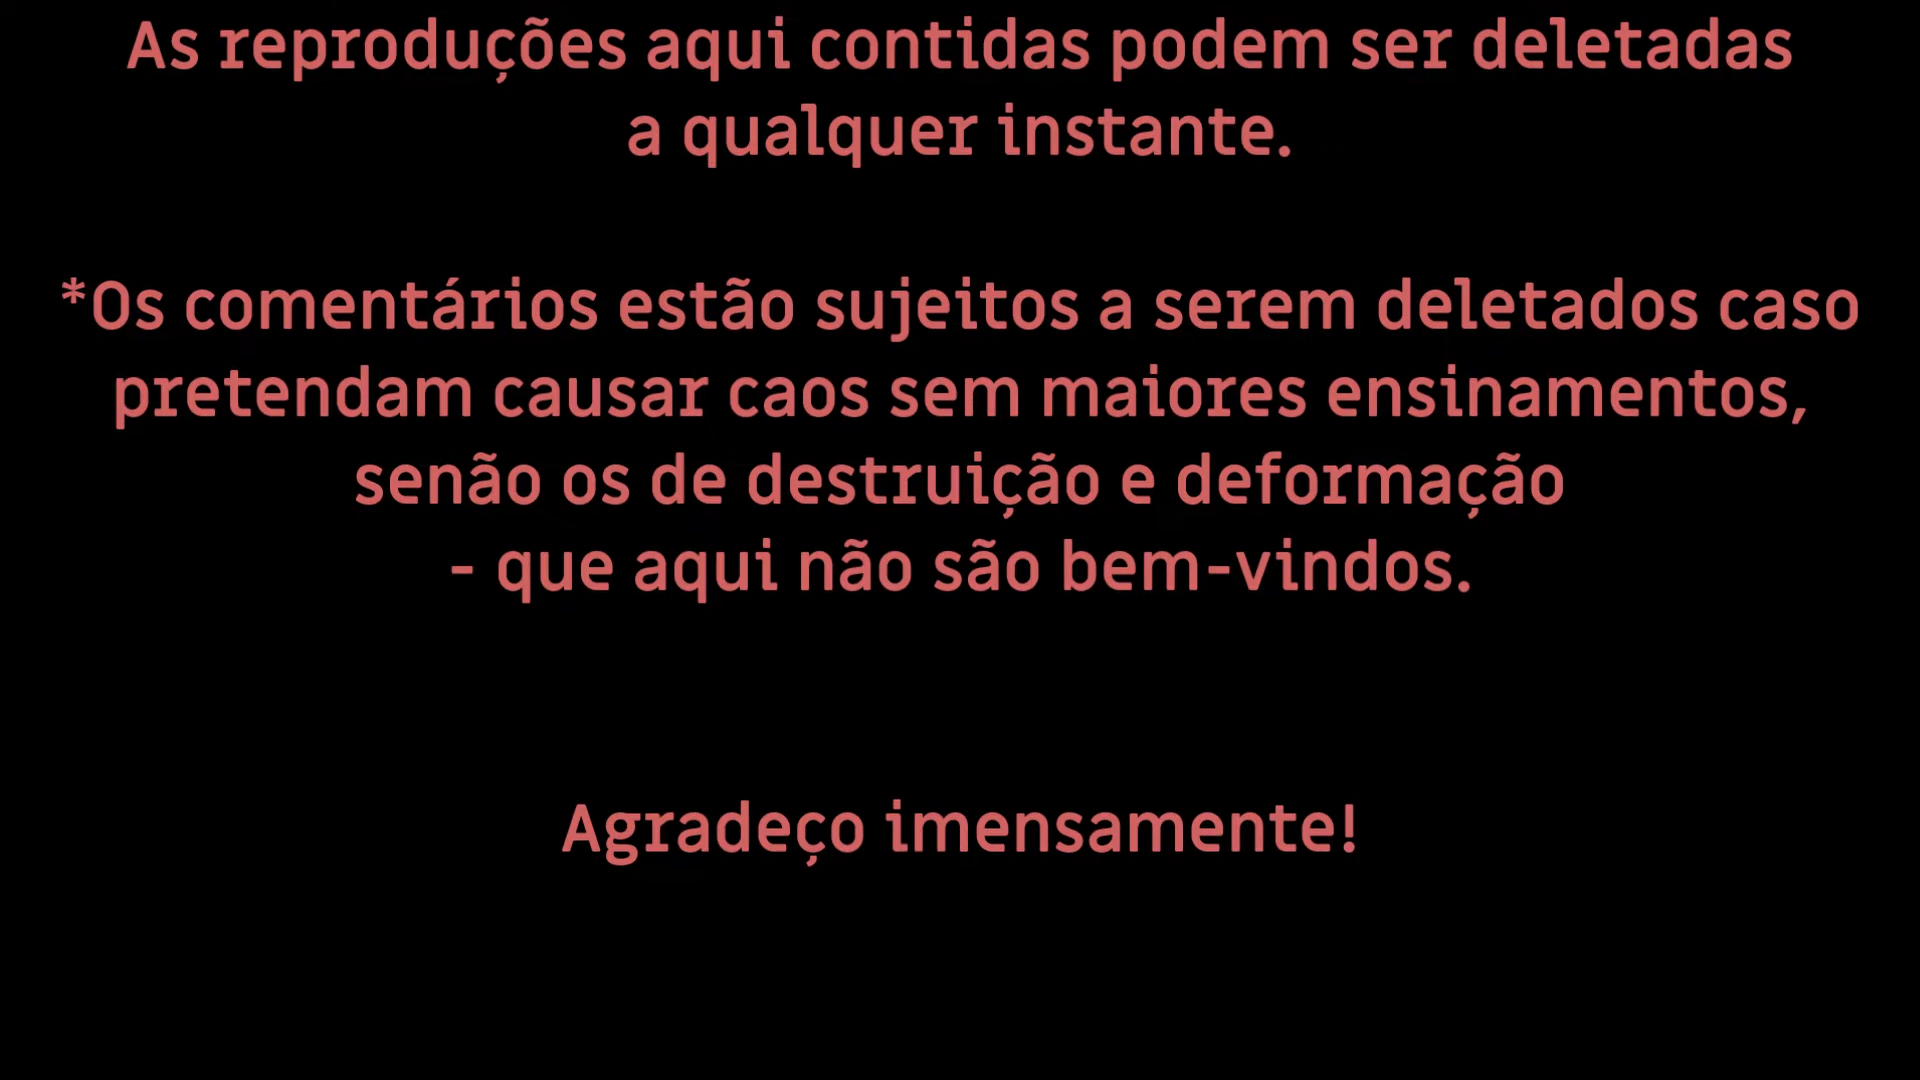 As reproduções aqui contidas podem ser deletadas
a qualquer instante.
*Os comentários estão sujeitos a serem deletados caso
pretendam causar caos sem maiores ensinamentos,
senão os de destruição e deformação
- que aqui não são bem-vindos.
Agradeço imensamente!